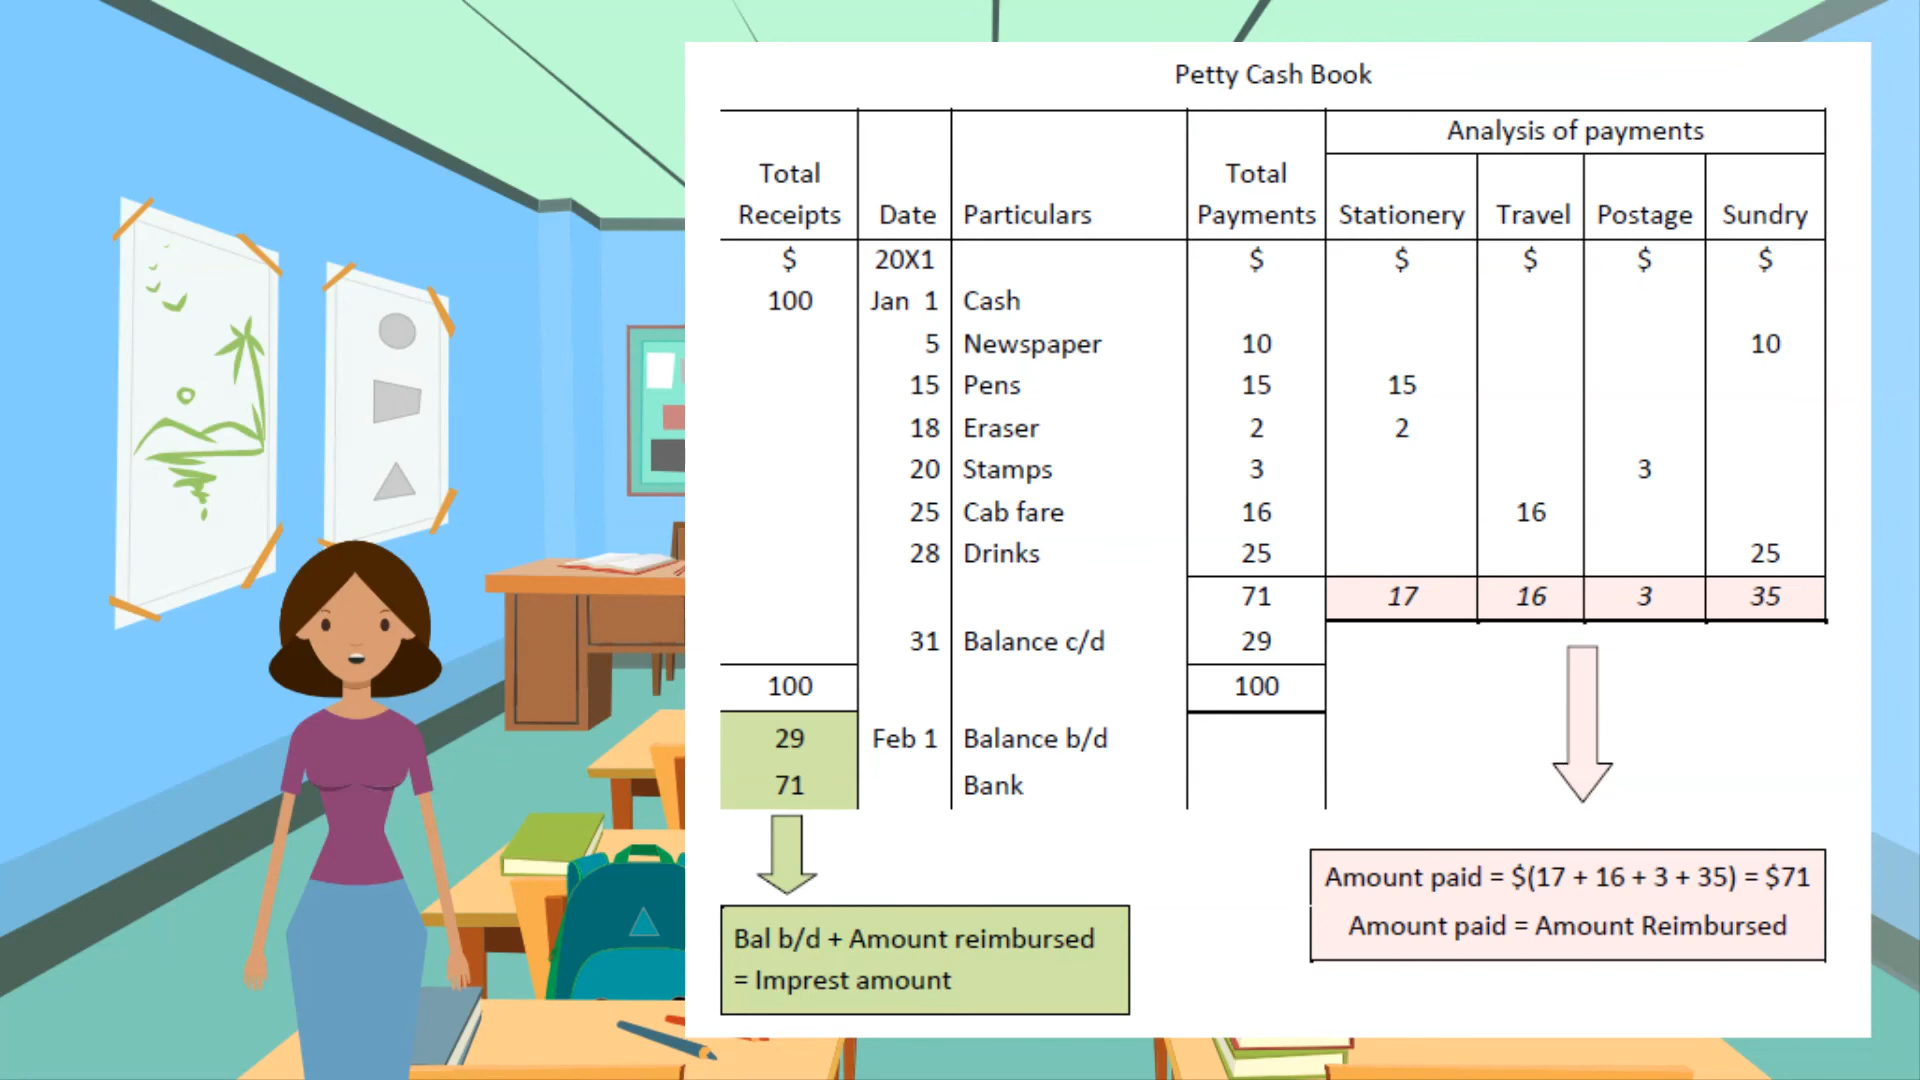 Petty Cash Book
Analysis of payments
Total Receipts Date Particulars Total Payments Stationery Travel Postage Sundry
$ 20X1 $ $ $ $ $
100 Jan 1 Cash
5 Newspaper 10 10
15 Pens 15 15
18 Eraser 2 2
20 Stamps 3 3
25 Cab fare 16 16
28 Drinks 25 25
71 17 16 3 35
31 Balance c/d 29
100 100
29 Feb 1 Balance b/d
71 Bank
Amount paid = $(17 + 16 + 3 + 35) = $71
Amount paid = Amount Reimbursed
Bal b/d + Amount reimbursed
= Imprest amount